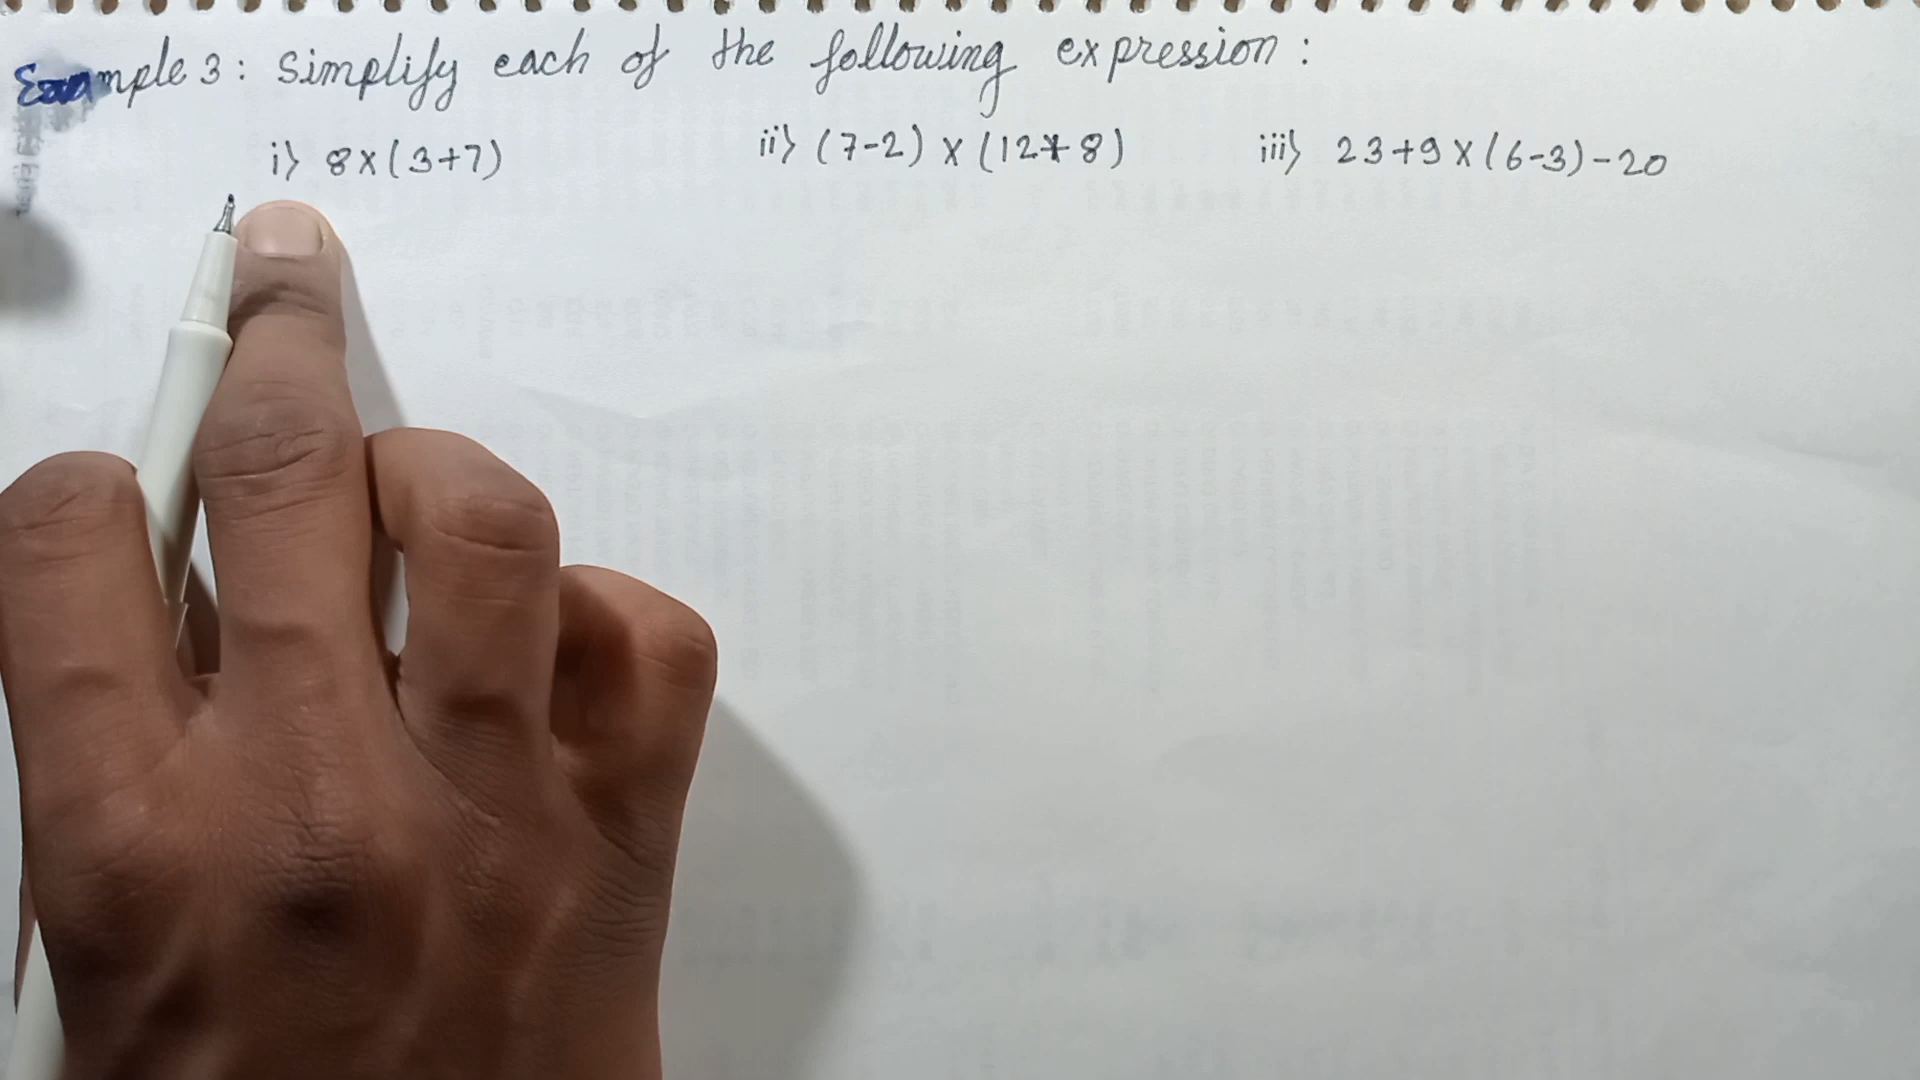 Example 3: Simplify each of the following expression:
i) 8×(3+7) ii) (7-2) × (12+8) iii) 23+9×(6-3)-20